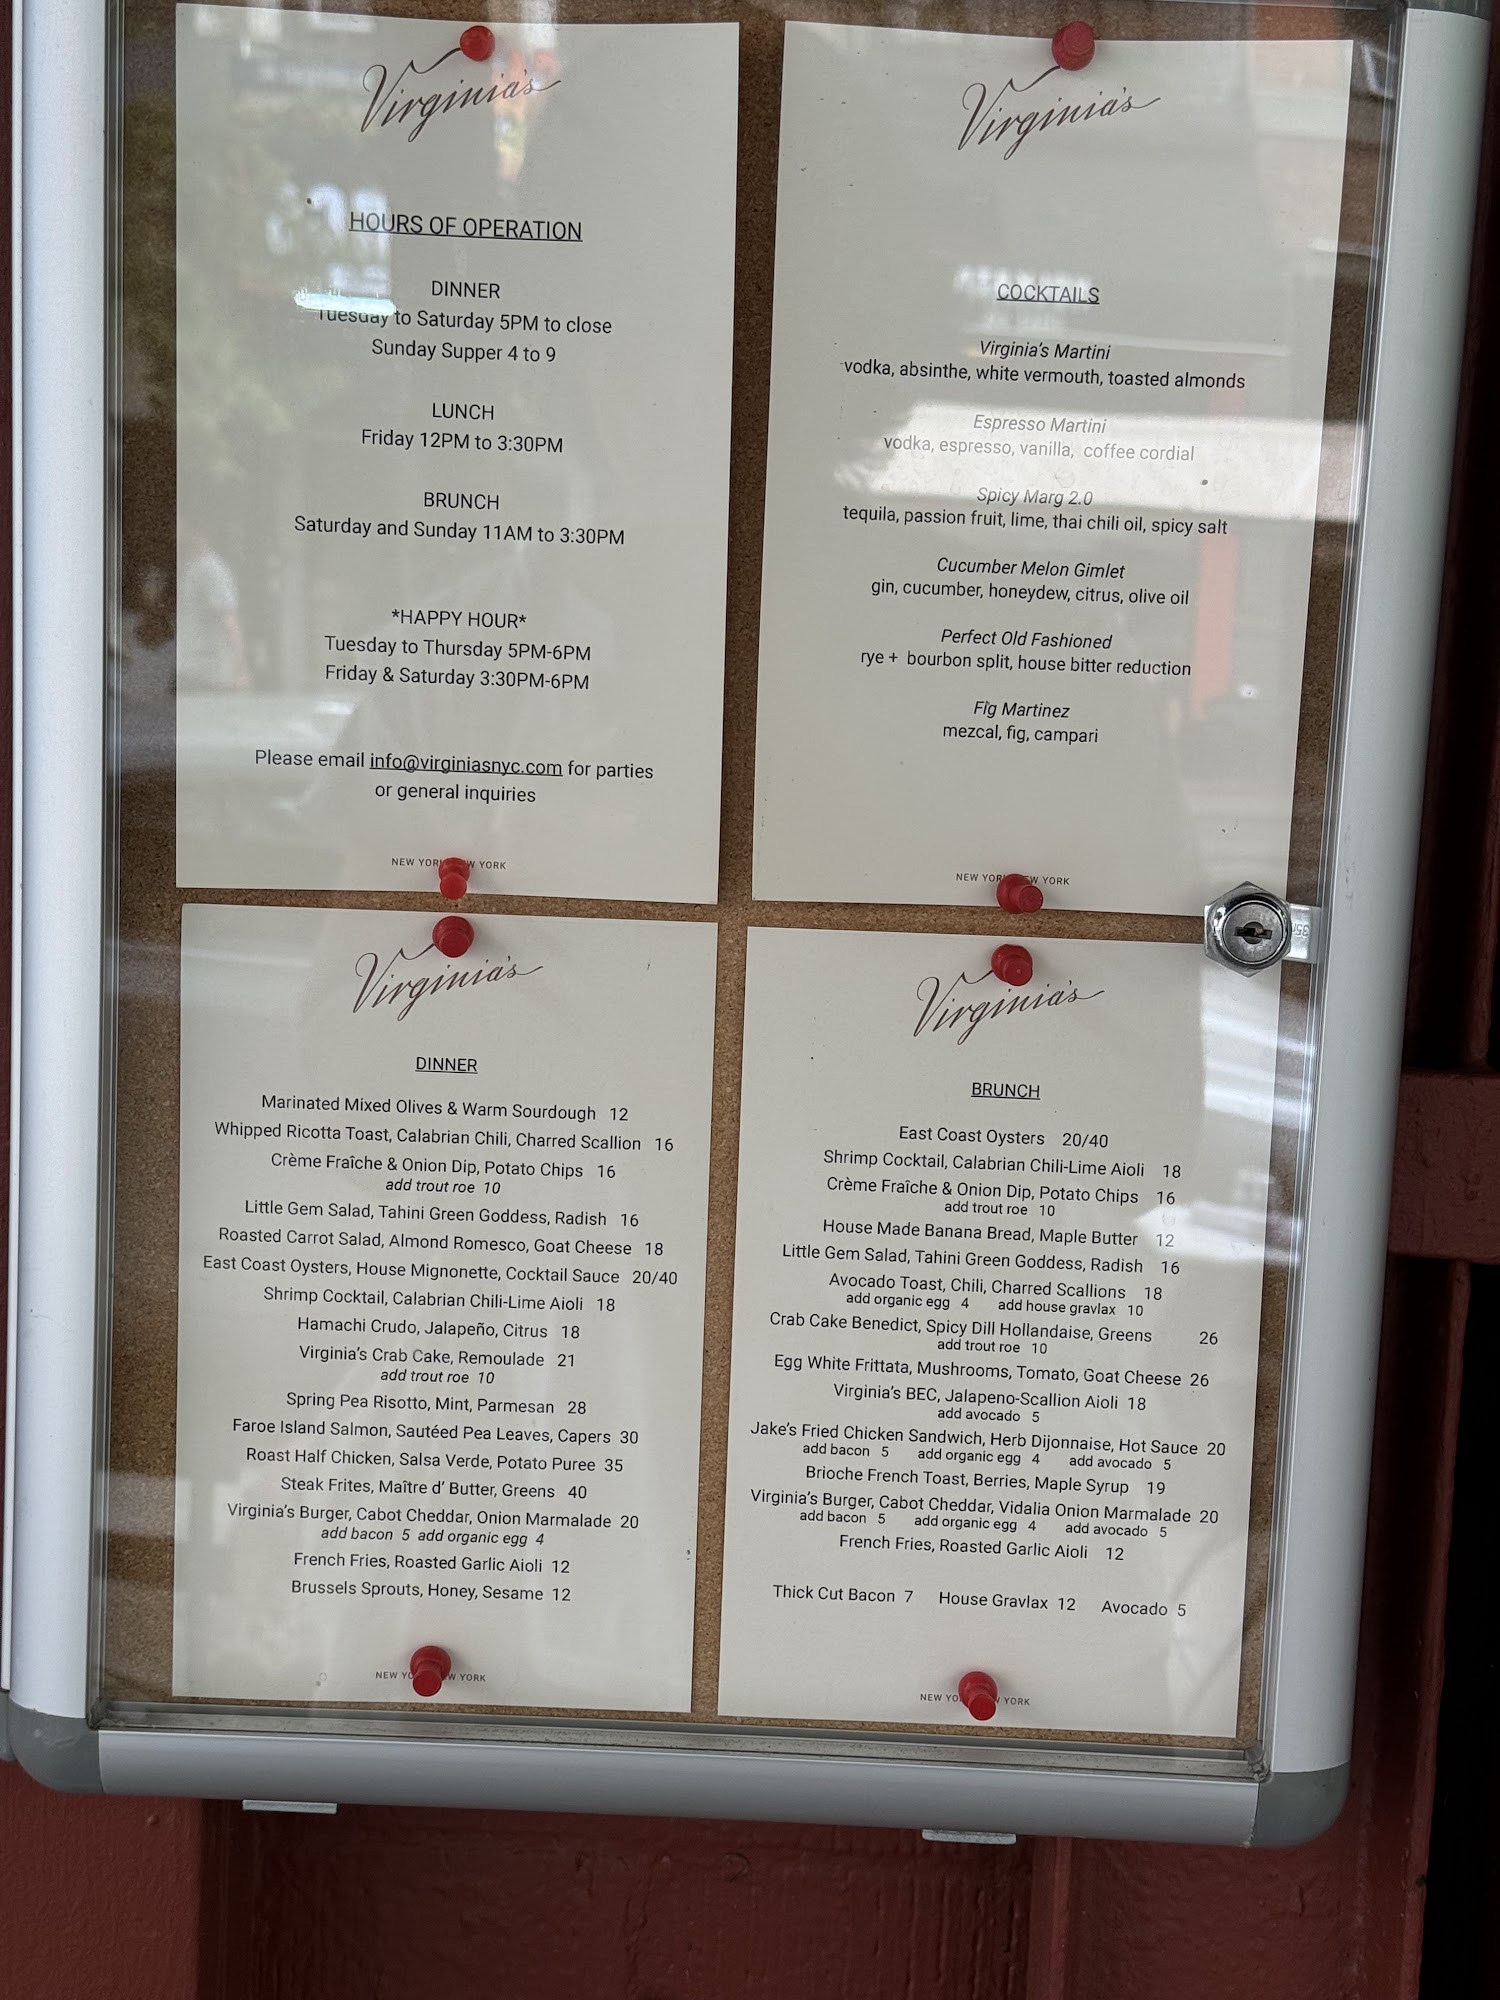 Virginia's
HOURS OF OPERATION
DINNER
Tuesday to Saturday 5PM to close
Sunday Supper 4 to 9
LUNCH
Friday 12PM to 3:30PM
BRUNCH
Saturday and Sunday 11AM to 3:30PM
*HAPPY HOUR*
Tuesday to Thursday 5PM-6PM
Friday & Saturday 3:30PM-6PM
Please email info@virginiasnyc.com for parties
or general inquiries
NEW YORK
Virginia's
COCKTAILS
Virginia's Martini
vodka, absinthe, white vermouth, toasted almonds
Espresso Martini
vodka, espresso, vanilla, coffee cordial
Spicy Marg 2.0
tequila, passion fruit, lime, thai chili oil, spicy salt
Cucumber Melon Gimlet
gin, cucumber, honeydew, citrus, olive oil
Perfect Old Fashioned
rye + bourbon split, house bitter reduction
Fig Martinez
mezcal, fig, campari
NEW YORK
Virginia's
DINNER
Marinated Mixed Olives & Warm Sourdough 12
Whipped Ricotta Toast, Calabrian Chili, Charred Scallion 16
Crème Fraîche & Onion Dip, Potato Chips 16
add trout roe 10
Little Gem Salad, Tahini Green Goddess, Radish 16
Roasted Carrot Salad, Almond Romesco, Goat Cheese 18
East Coast Oysters, House Mignonette, Cocktail Sauce 20/40
Shrimp Cocktail, Calabrian Chili-Lime Aioli 18
Hamachi Crudo, Jalapeño, Citrus 18
Virginia's Crab Cake, Remoulade 21
add trout roe 10
Spring Pea Risotto, Mint, Parmesan 28
Faroe Island Salmon, Sautéed Pea Leaves, Capers 30
Roast Half Chicken, Salsa Verde, Potato Puree 35
Steak Frites, Maître d' Butter, Greens 40
Virginia's Burger, Cabot Cheddar, Onion Marmalade 20
add bacon 5 add organic egg 4
French Fries, Roasted Garlic Aioli 12
Brussels Sprouts, Honey, Sesame 12
NEW YORK
Virginia's
BRUNCH
East Coast Oysters 20/40
Shrimp Cocktail, Calabrian Chili-Lime Aioli 18
Crème Fraîche & Onion Dip, Potato Chips 16
add trout roe 10
House Made Banana Bread, Maple Butter 12
Little Gem Salad, Tahini Green Goddess, Radish 16
Avocado Toast, Chili, Charred Scallions 18
add organic egg 4 add house gravlax 10
Crab Cake Benedict, Spicy Dill Hollandaise, Greens 26
add trout roe 10
Egg White Frittata, Mushrooms, Tomato, Goat Cheese 26
Virginia's BEC, Jalapeno-Scallion Aioli 18
add avocado 5
Jake's Fried Chicken Sandwich, Herb Dijonnaise, Hot Sauce 20
add bacon 5 add organic egg 4 add avocado 5
Brioche French Toast, Berries, Maple Syrup 19
Virginia's Burger, Cabot Cheddar, Vidalia Onion Marmalade 20
add bacon 5 add organic egg 4 add avocado 5
French Fries, Roasted Garlic Aioli 12
Thick Cut Bacon 7 House Gravlax 12 Avocado 5
NEW YORK